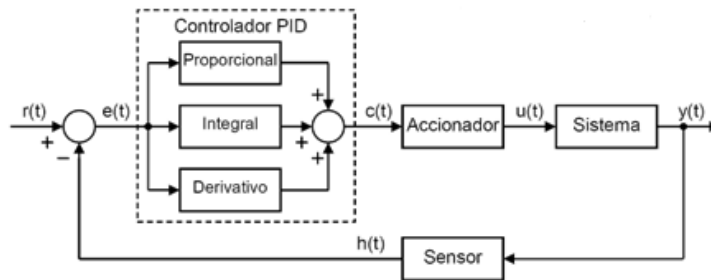 Controlador PID
Proporcional
+
r(t)
e(t)
Integral
c(t)
Accionador
u(t)
Sistema
y(t)
+
+
−
+
Derivativo
h(t)
Sensor